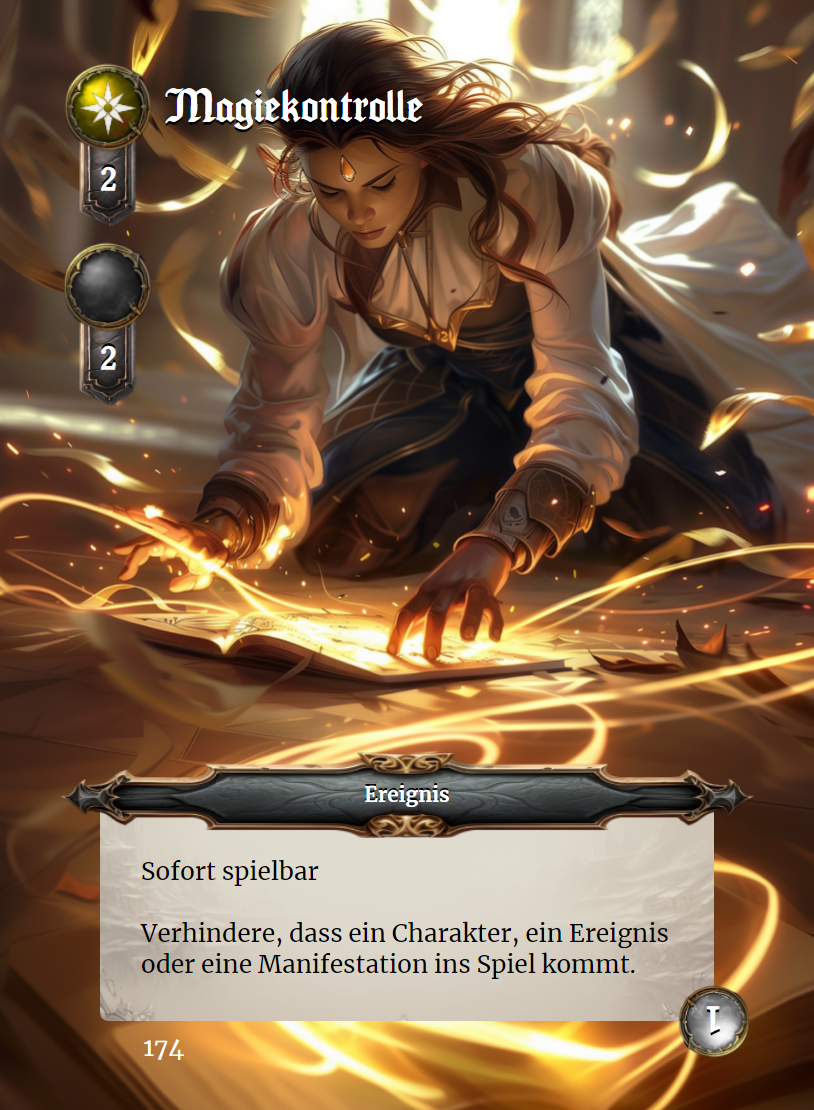 Magiekontrolle
2
2
Ereignis
Sofort spielbar
Verhindere, dass ein Charakter, ein Ereignis
oder eine Manifestation ins Spiel kommt.
1
174